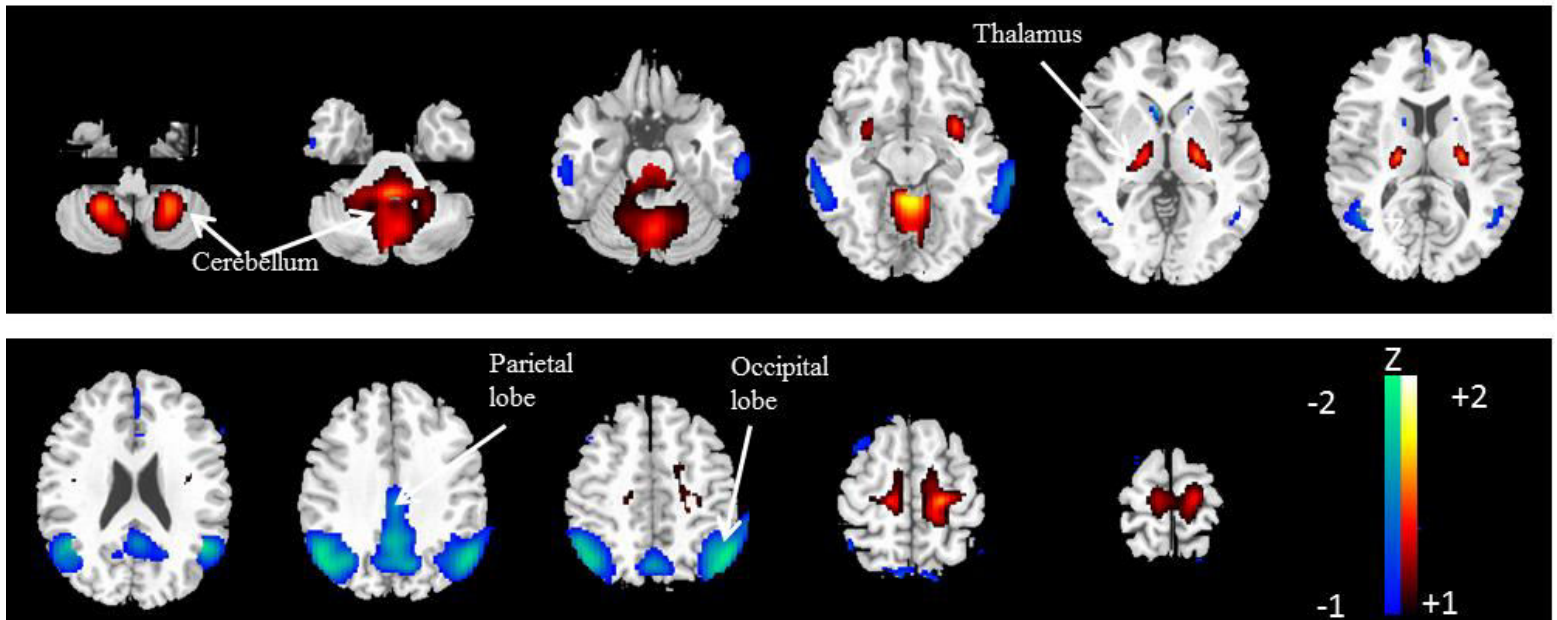 Thalamus
Cerebellum
Parietal
lobe
Occipital
lobe
Z
-2
+2
-1
+1